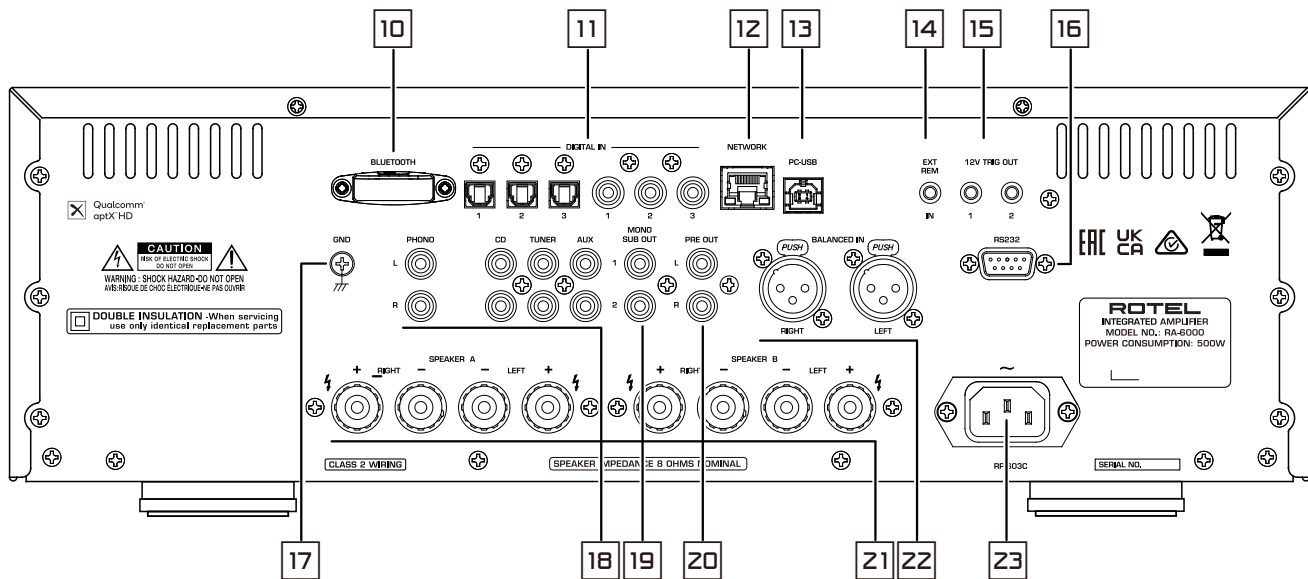 10 11 12 13 14 15 16
DIGITAL IN
NETWORK
BLUETOOTH
PC-USB
EXT
REM
12V TRIG OUT
1 2 3 1 2 3
IN 1 2
Qualcomm®
aptX™ HD
CAUTION
RISK OF ELECTRIC SHOCK
DO NOT OPEN
WARNING : SHOCK HAZARD-DO NOT OPEN
AVIS:RISQUE DE CHOC ÉLECTRIQUE-NE PAS OUVRIR
DOUBLE INSULATION -When servicing
use only identical replacement parts
GND
PHONO
CD TUNER AUX
MONO
SUB OUT
PRE OUT
BALANCED IN
PUSH PUSH
RS232
L 1 L
R 2 R
RIGHT LEFT
EAC UK
CA
ROTEL
INTEGRATED AMPLIFIER
MODEL NO.: RA-6000
POWER CONSUMPTION: 500W
SPEAKER A
+ RIGHT − − LEFT +
SPEAKER B
+ RIGHT − − LEFT +
~
CLASS 2 WIRING
SPEAKER IMPEDANCE 8 OHMS NOMINAL
SERIAL NO.
17 18 19 20 21 22 23